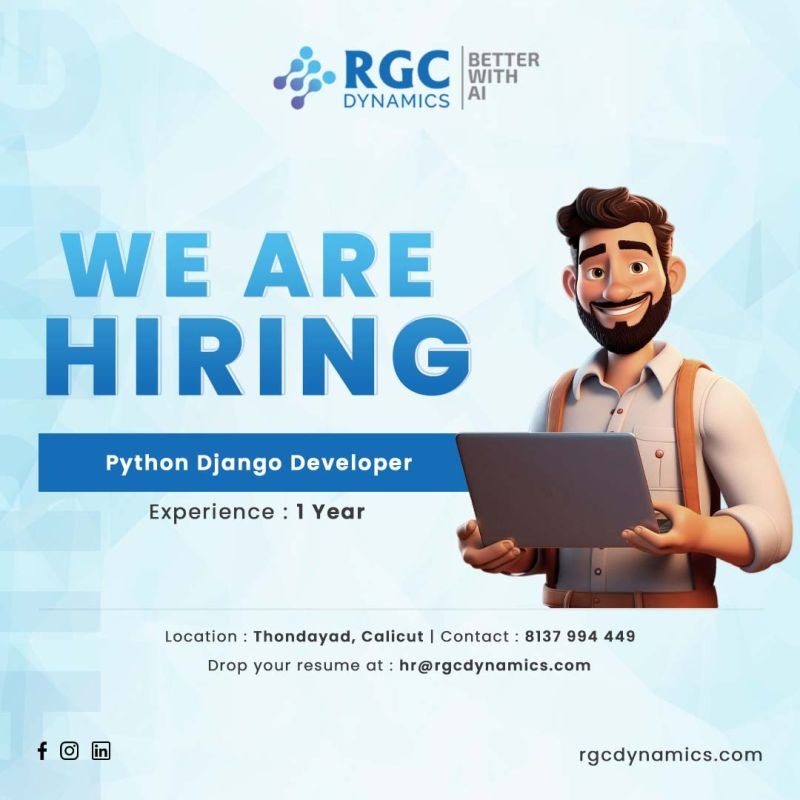 RGC
DYNAMICS
BETTER
WITH
AI
WE ARE
HIRING
Python Django Developer
Experience : 1 Year
Location : Thondayad, Calicut | Contact : 8137 994 449
Drop your resume at : hr@rgcdynamics.com
rgcdynamics.com